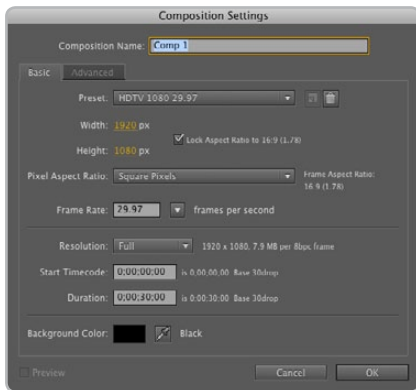 Composition Settings
Composition Name: Comp 1
Basic Advanced
Preset: HDTV 1080 29.97
Width: 1920 px
Lock Aspect Ratio to 16:9 (1.78)
Height: 1080 px
Pixel Aspect Ratio: Square Pixels
Frame Aspect Ratio:
16:9 (1.78)
Frame Rate: 29.97 frames per second
Resolution: Full 1920 x 1080, 7.9 MB per 8bpc frame
Start Timecode: 0;00;00;00 is 0;00;00;00 Base 30drop
Duration: 0;00;30;00 is 0;00;30;00 Base 30drop
Background Color: Black
Preview Cancel OK